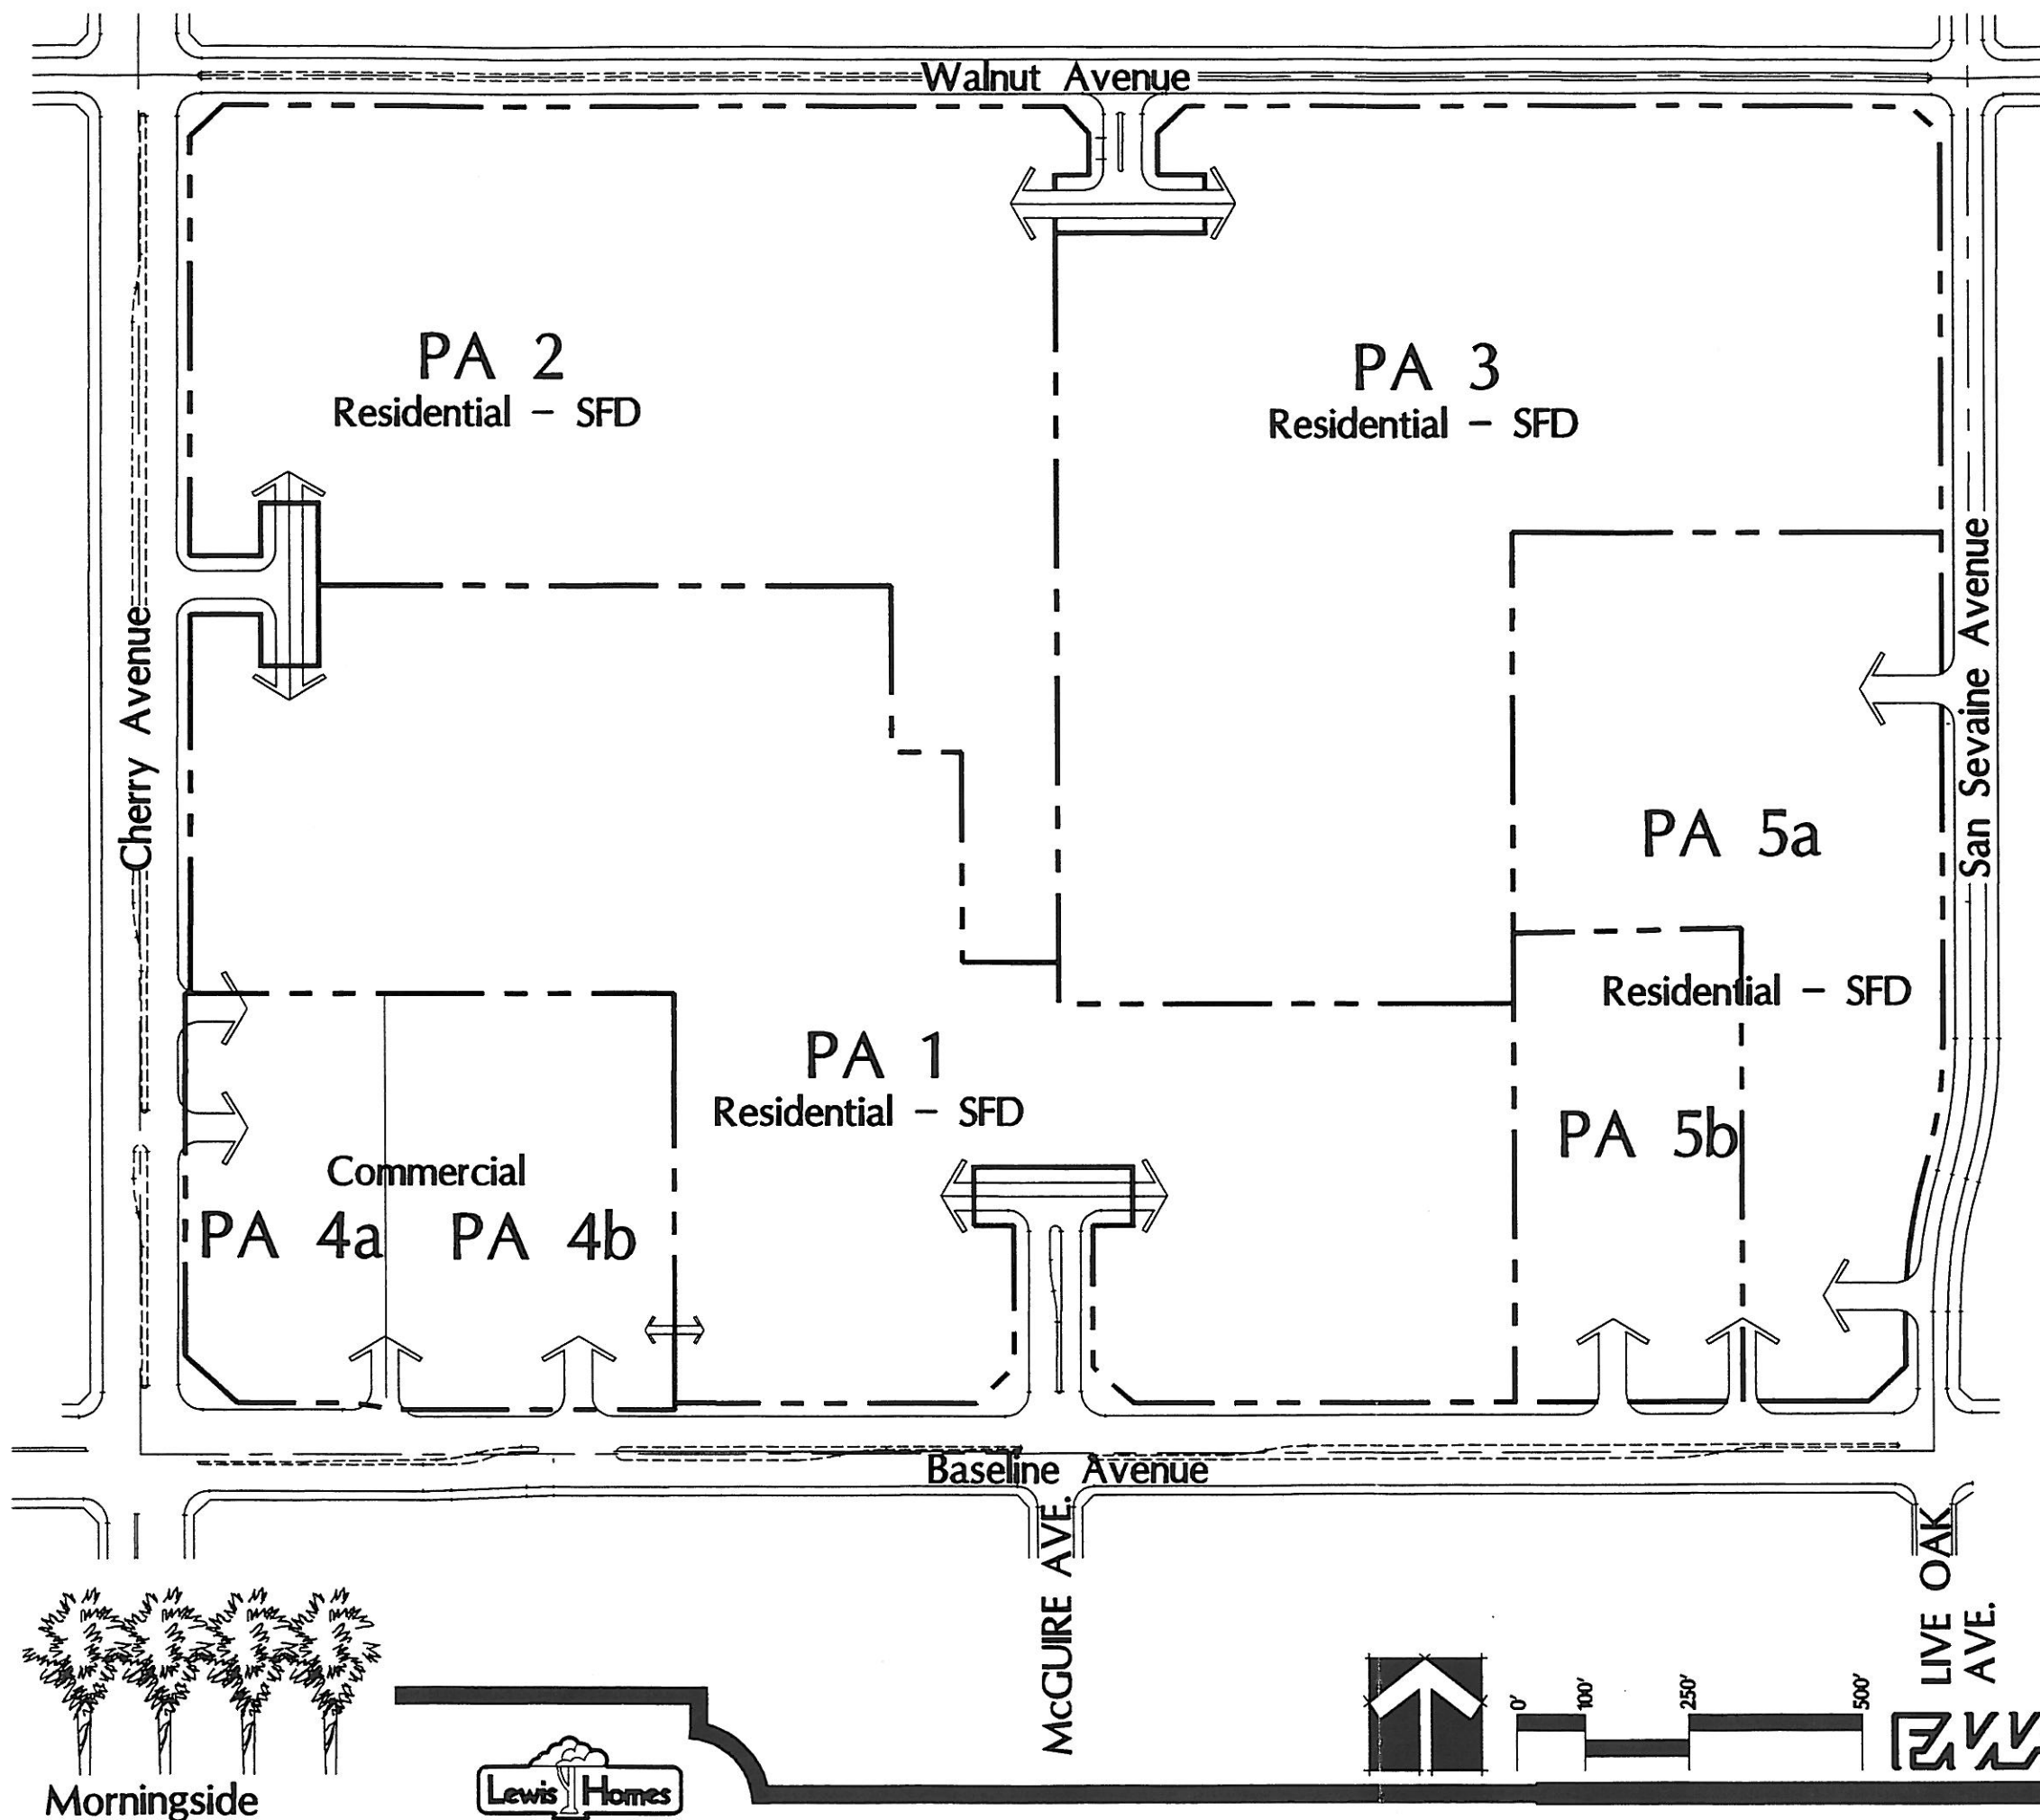 Walnut Avenue
PA 2
Residential – SFD
PA 3
Residential – SFD
Cherry Avenue
San Sevaine Avenue
PA 5a
Residential – SFD
PA 5b
PA 1
Residential – SFD
Commercial
PA 4a PA 4b
Baseline Avenue
McGUIRE AVE.
LIVE OAK
AVE.
0' 100' 250' 500'
Lewis Homes
Morningside